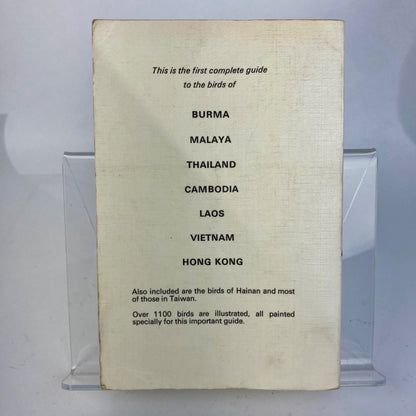 This is the first complete guide
to the birds of
BURMA
MALAYA
THAILAND
CAMBODIA
LAOS
VIETNAM
HONG KONG
Also included are the birds of Hainan and most
of those in Taiwan.
Over 1100 birds are illustrated, all painted
specially for this important guide.